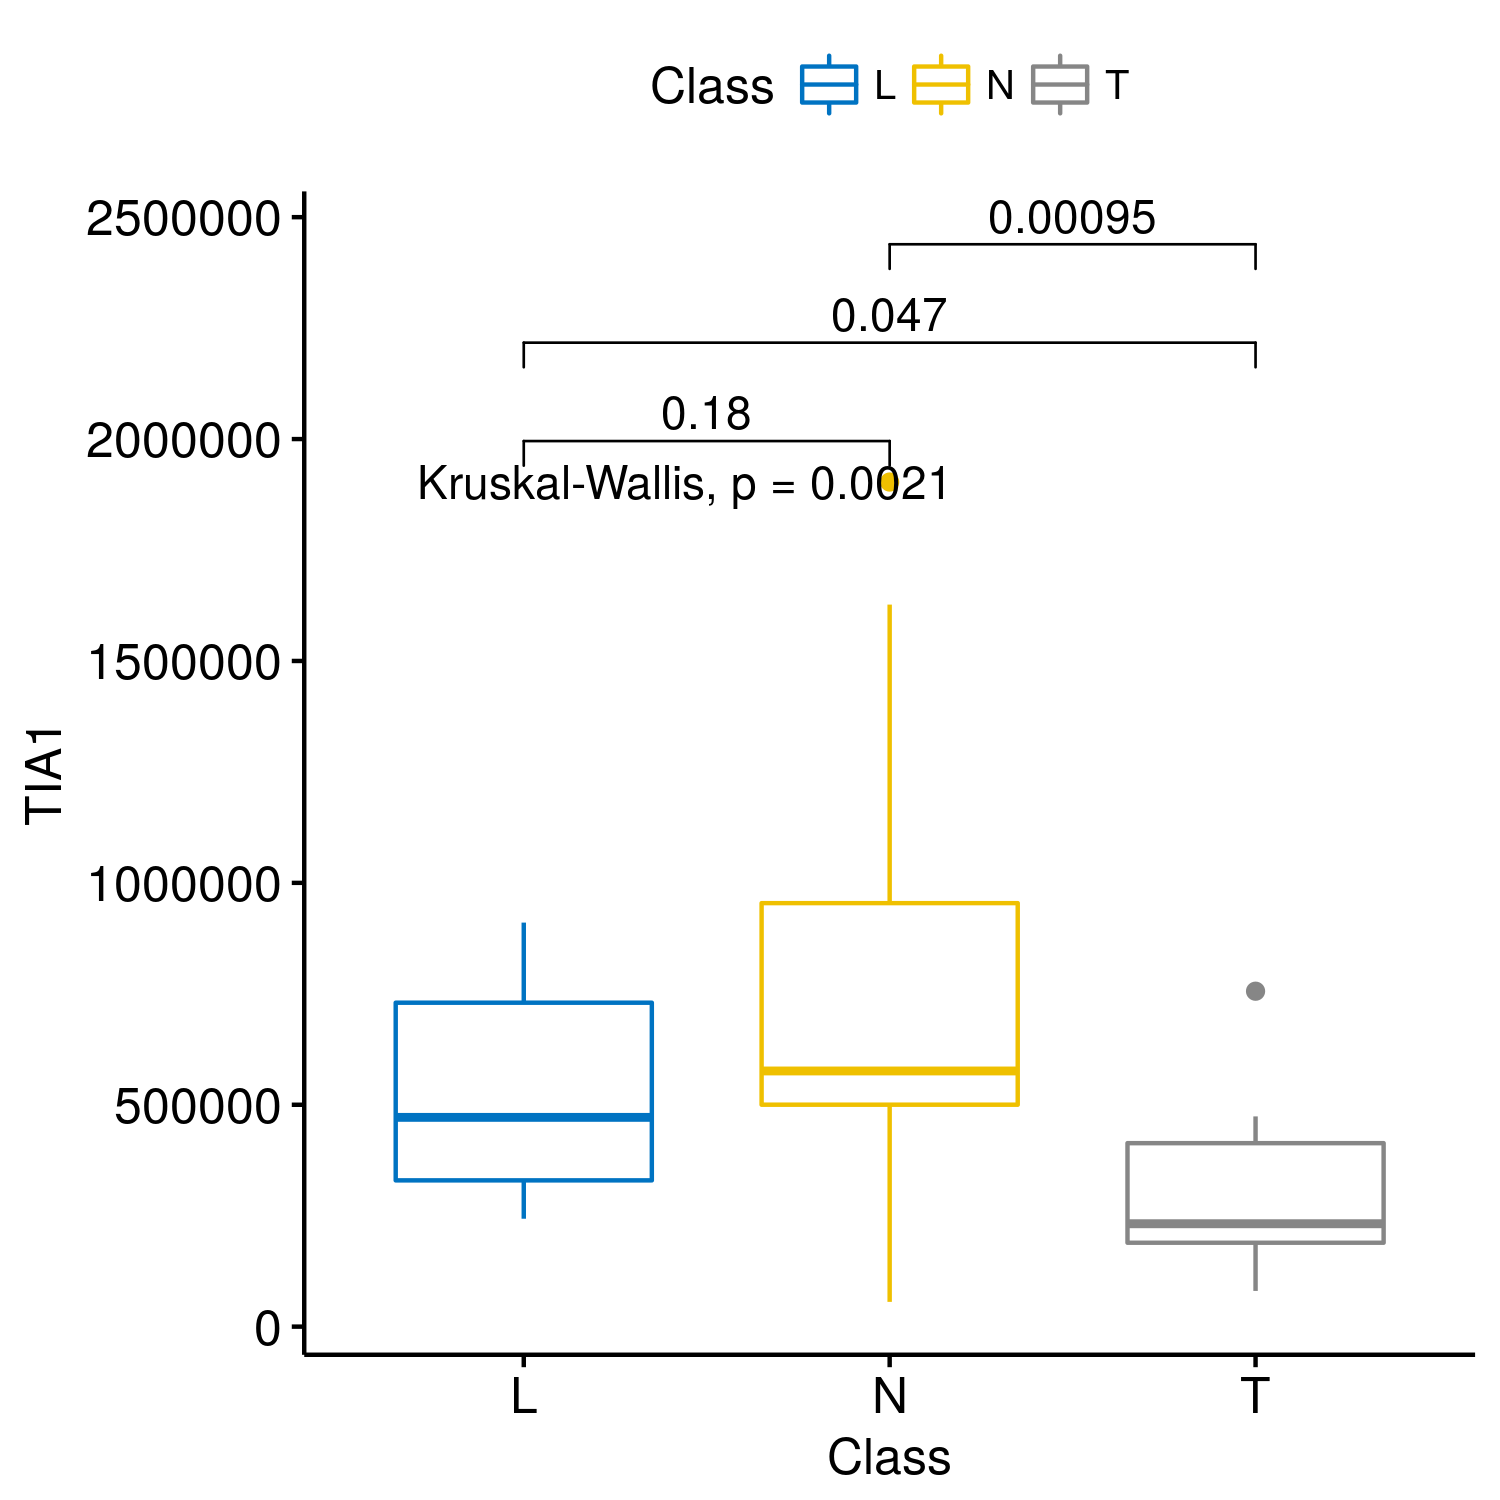 Class L N T
2500000
0.00095
0.047
2000000
0.18
Kruskal-Wallis, p = 0.0021
1500000
TIA1
1000000
500000
0
L N T
Class